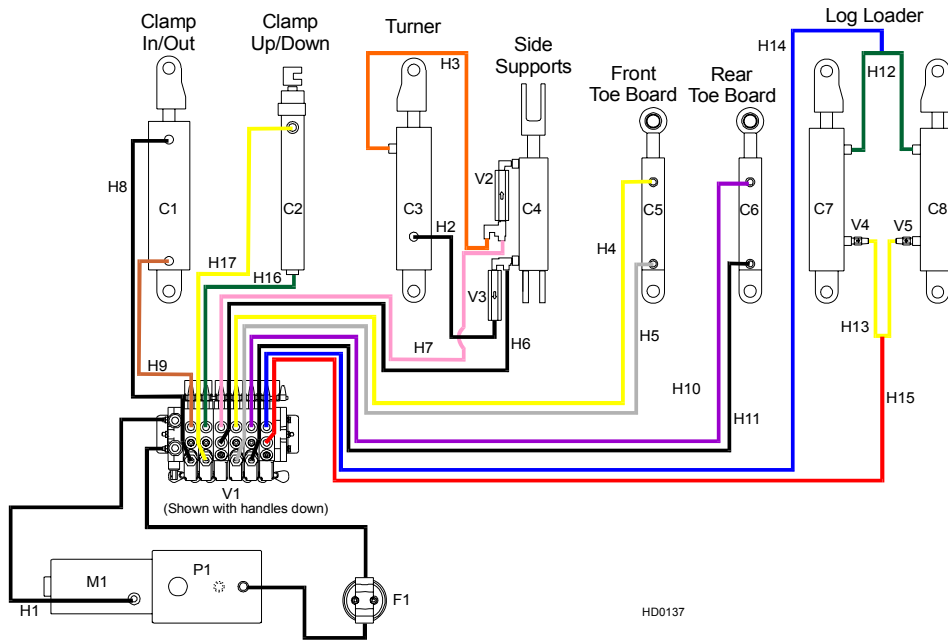 Clamp
In/Out
Clamp
Up/Down
Turner
Side
Supports
Front
Toe Board
Rear
Toe Board
Log Loader
H14
H3
H12
H8
V2
C1
C2
C3
C4
C5
C6
C7
C8
H2
H4
V4
V5
H17
H16
V3
H5
H13
H7
H6
H9
H10
H11
H15
V1
(Shown with handles down)
M1
P1
F1
H1
HD0137